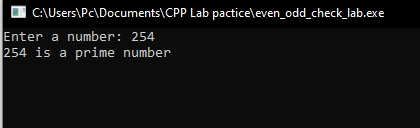 C:\Users\Pc\Documents\CPP Lab pactice\even_odd_check_lab.exe
Enter a number: 254
254 is a prime number